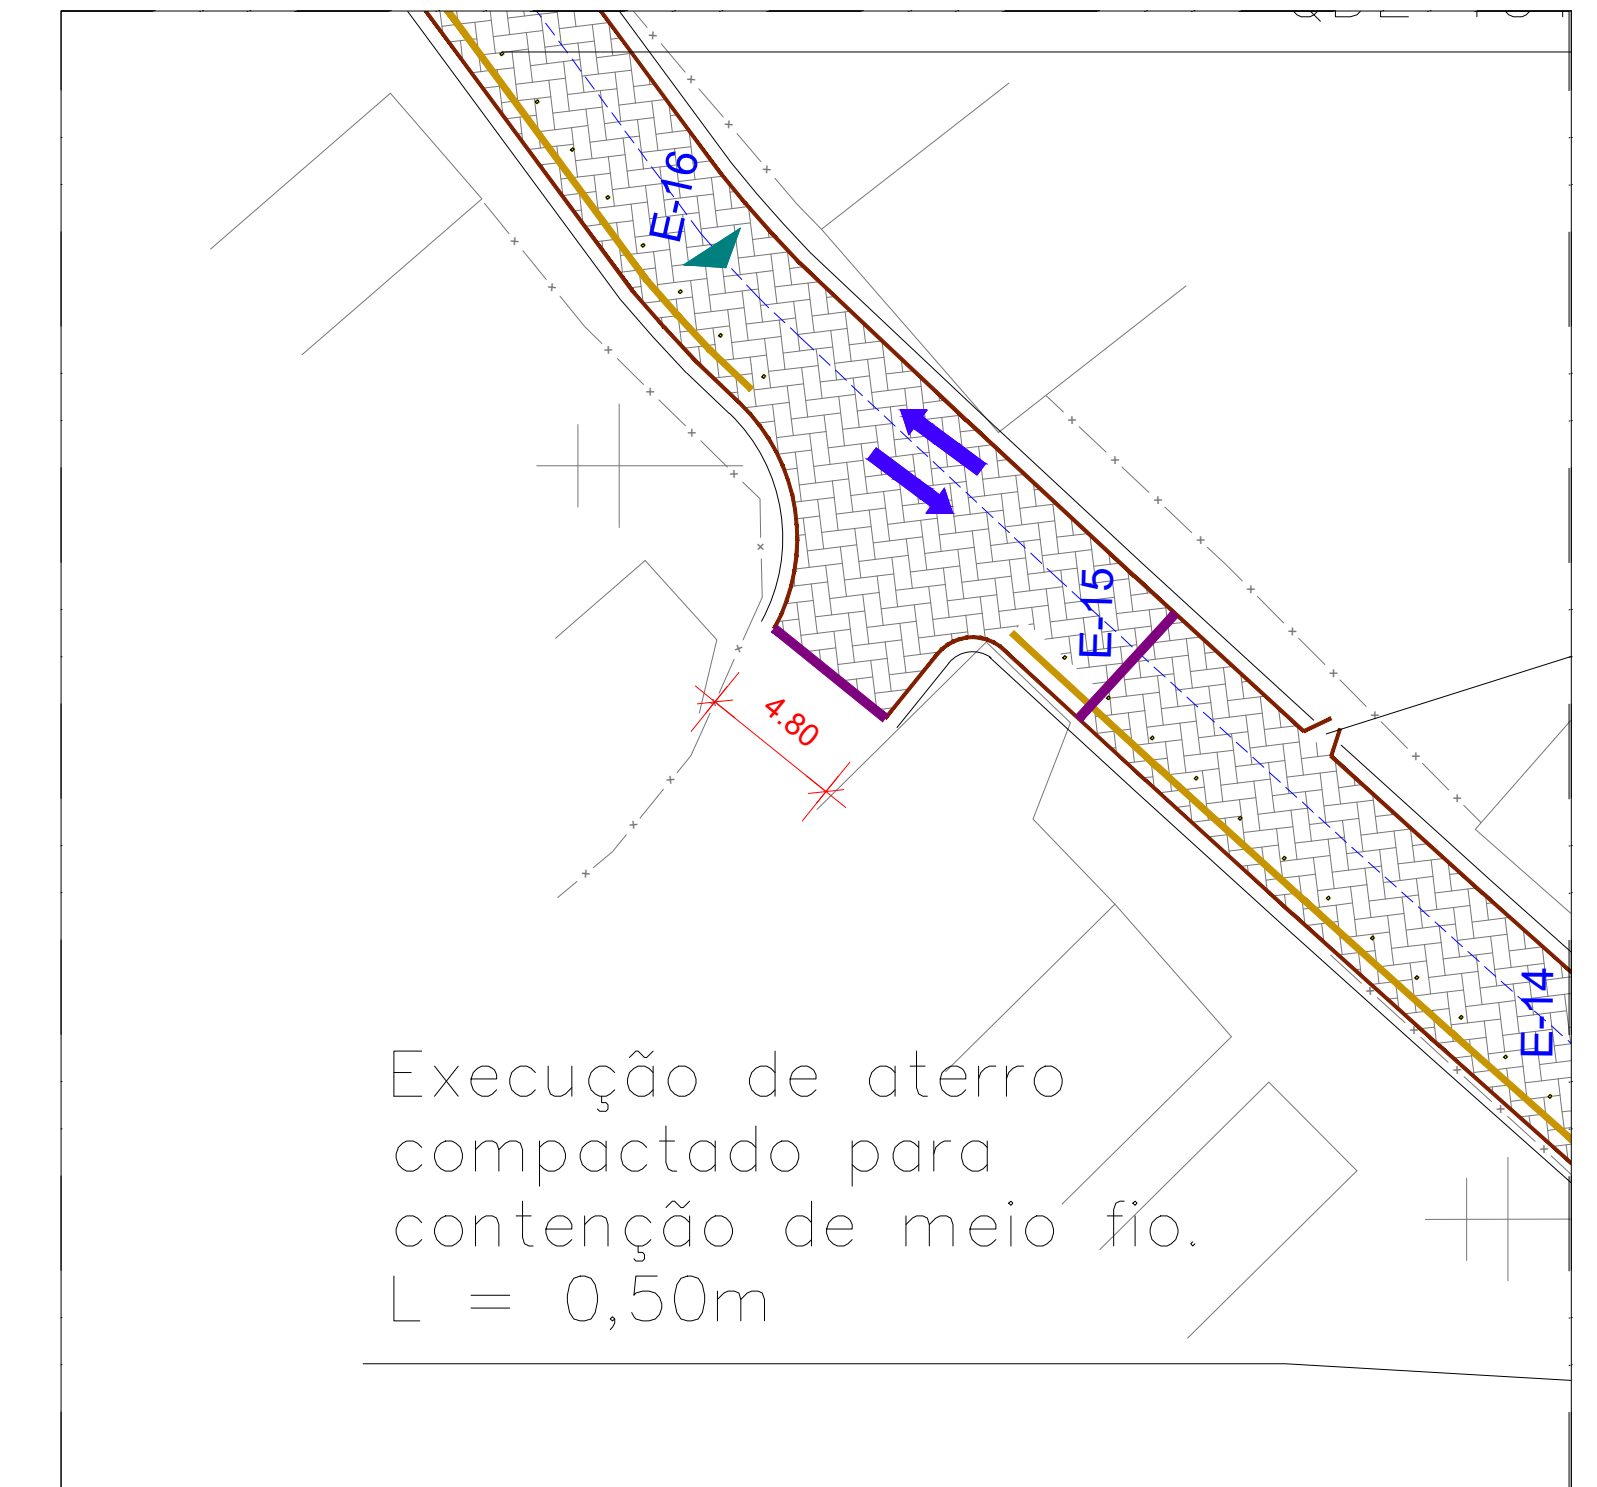 E-16
E-15
4.80
E-14
Execução de aterro
compactado para
contenção de meio fio.
L = 0,50m